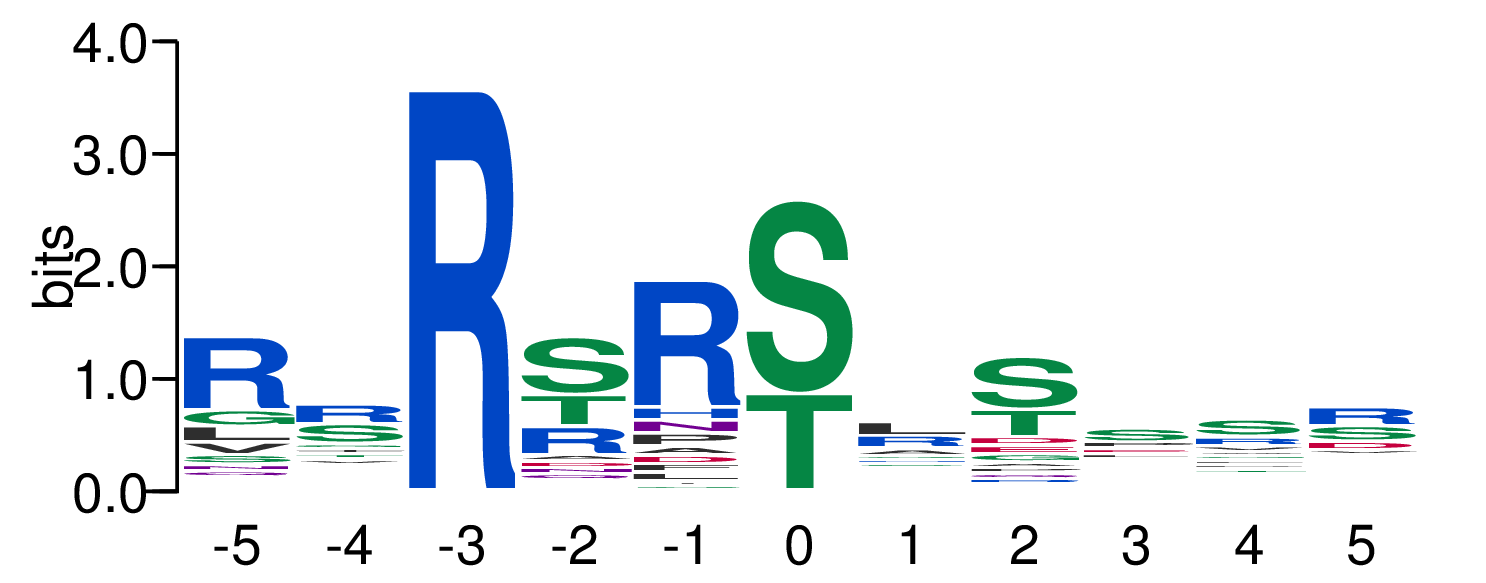 4.0
3.0
2.0
1.0
0.0
bits
R G L V S N
R S
R
S T R
R H N P A D
S T
L R A
S T D E G
S
S R
R S D
-5 -4 -3 -2 -1 0 1 2 3 4 5